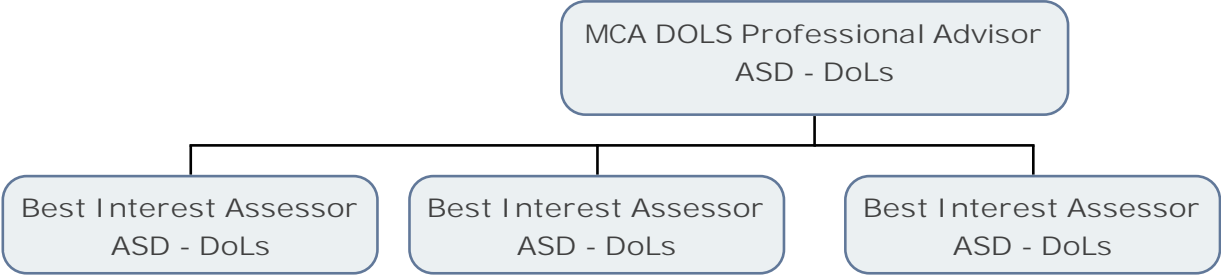 MCA DOLS Professional Advisor
ASD - DoLs
Best Interest Assessor
ASD - DoLs
Best Interest Assessor
ASD - DoLs
Best Interest Assessor
ASD - DoLs